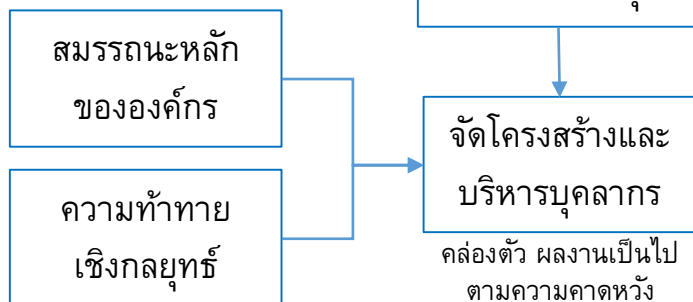 สมรรถนะหลัก
ขององค์กร
ความท้าทาย
เชิงกลยุทธ์
จัดโครงสร้างและ
บริหารบุคลากร
คล่องตัว ผลงานเป็นไป
ตามความคาดหวัง